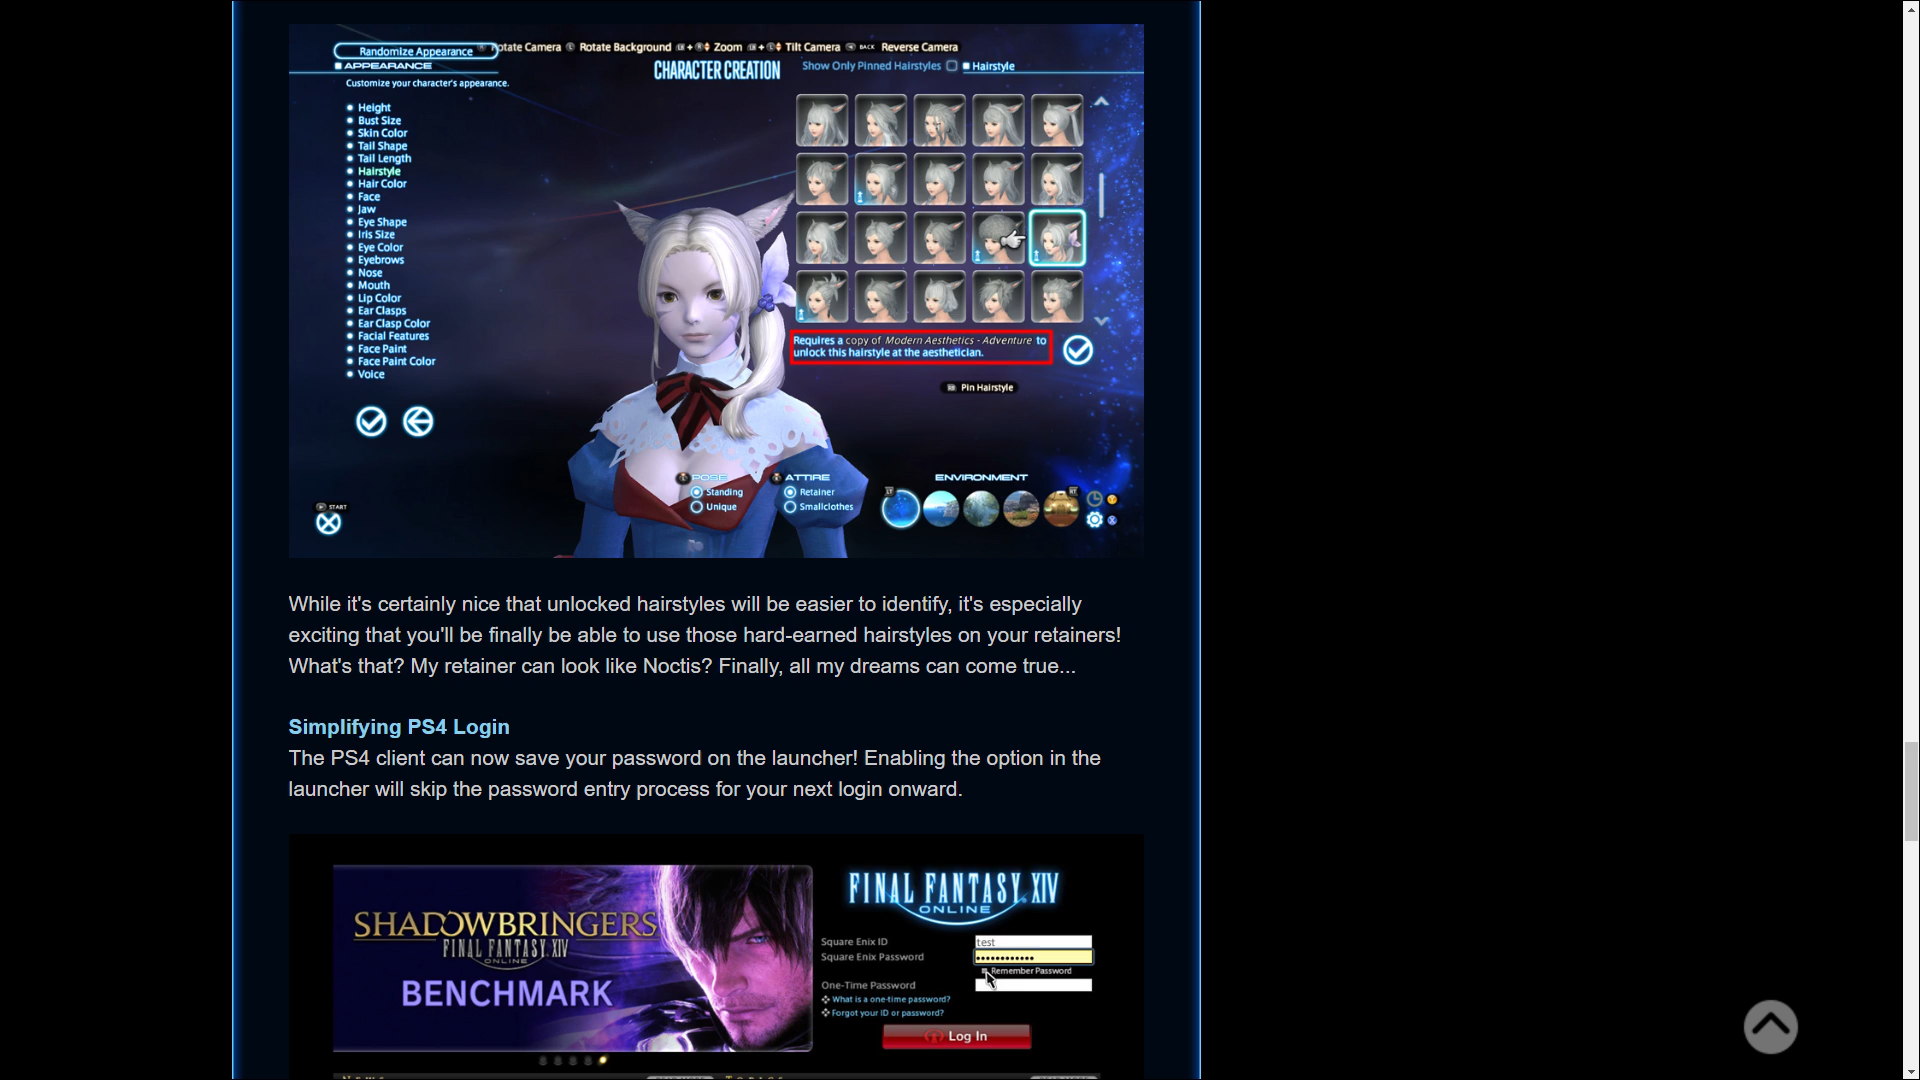 Randomize Appearance
Rotate Camera Rotate Background + Zoom + Tilt Camera BACK Reverse Camera
APPEARANCE
Customize your character's appearance.
CHARACTER CREATION
Show Only Pinned Hairstyles Hairstyle
Height
Bust Size
Skin Color
Tail Shape
Tail Length
Hairstyle
Hair Color
Face
Jaw
Eye Shape
Iris Size
Eye Color
Eyebrows
Nose
Mouth
Lip Color
Ear Clasps
Ear Clasp Color
Facial Features
Face Paint
Face Paint Color
Voice
Requires a copy of Modern Aesthetics - Adventure to
unlock this hairstyle at the aesthetician.
Pin Hairstyle
START
POSE
Standing
Unique
ATTIRE
Retainer
Smallclothes
ENVIRONMENT
LT
RT
While it's certainly nice that unlocked hairstyles will be easier to identify, it's especially
exciting that you'll be finally be able to use those hard-earned hairstyles on your retainers!
What's that? My retainer can look like Noctis? Finally, all my dreams can come true...
Simplifying PS4 Login
The PS4 client can now save your password on the launcher! Enabling the option in the
launcher will skip the password entry process for your next login onward.
SHADOWBRINGERS
FINAL FANTASY XIV
ONLINE
BENCHMARK
FINAL FANTASY XIV
ONLINE
Square Enix ID test
Square Enix Password ••••••••••••
Remember Password
One-Time Password
What is a one-time password?
Forgot your ID or password?
Log In